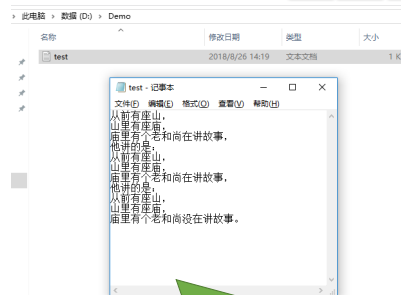 此电脑 > 数据 (D:) > Demo
名称 修改日期 类型 大小
test 2018/8/26 14:19 文本文档 1 K
test - 记事本
文件(F) 编辑(E) 格式(O) 查看(V) 帮助(H)
从前有座山，
山里有座庙，
庙里有个老和尚在讲故事，
他讲的是，
从前有座山，
山里有座庙，
庙里有个老和尚在讲故事，
他讲的是，
从前有座山，
山里有座庙，
庙里有个老和尚没在讲故事。